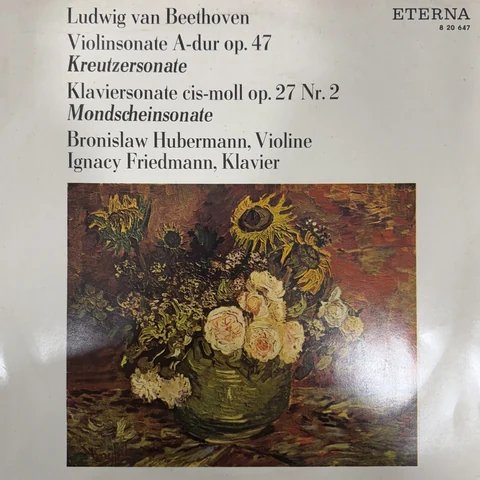 Ludwig van Beethoven
ETERNA
8 20 647
Violinsonate A-dur op. 47
Kreutzersonate
Klaviersonate cis-moll op. 27 Nr. 2
Mondscheinsonate
Bronislaw Hubermann, Violine
Ignacy Friedmann, Klavier